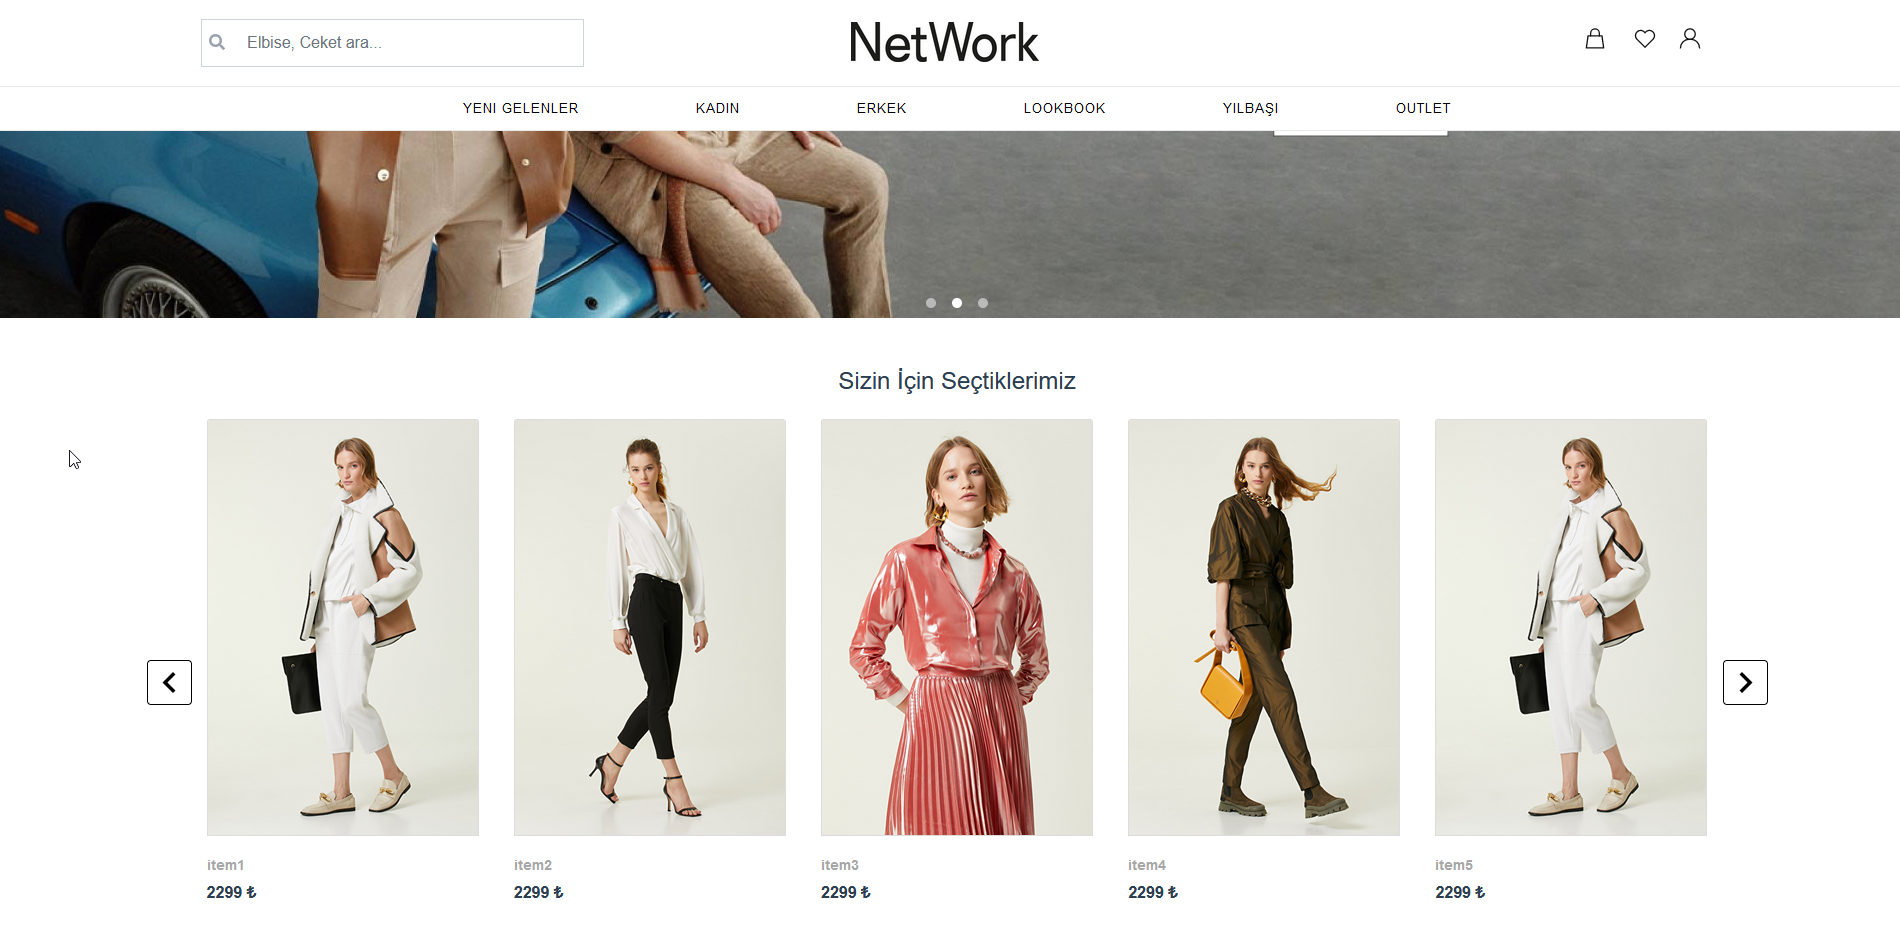 Elbise, Ceket ara...
NetWork
YENI GELENLER
KADIN
ERKEK
LOOKBOOK
YILBAŞI
OUTLET
Sizin İçin Seçtiklerimiz
item1
2299 ₺
item2
2299 ₺
item3
2299 ₺
item4
2299 ₺
item5
2299 ₺